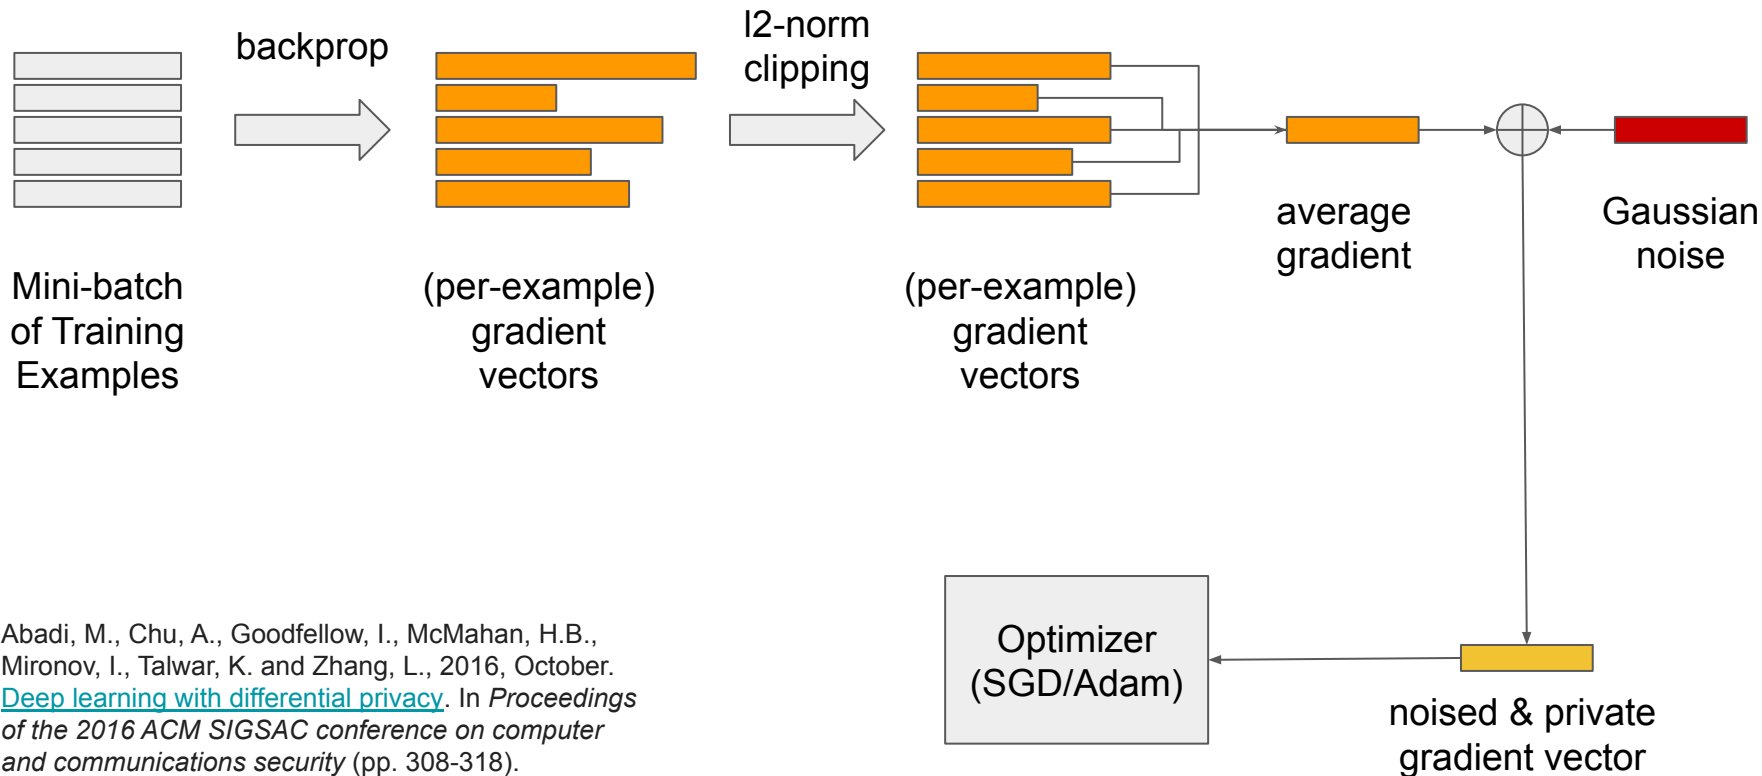 backprop
l2-norm
clipping
Mini-batch
of Training
Examples
(per-example)
gradient
vectors
(per-example)
gradient
vectors
average
gradient
Gaussian
noise
Optimizer
(SGD/Adam)
noised & private
gradient vector
Abadi, M., Chu, A., Goodfellow, I., McMahan, H.B.,
Mironov, I., Talwar, K. and Zhang, L., 2016, October.
Deep learning with differential privacy. In Proceedings
of the 2016 ACM SIGSAC conference on computer
and communications security (pp. 308-318).